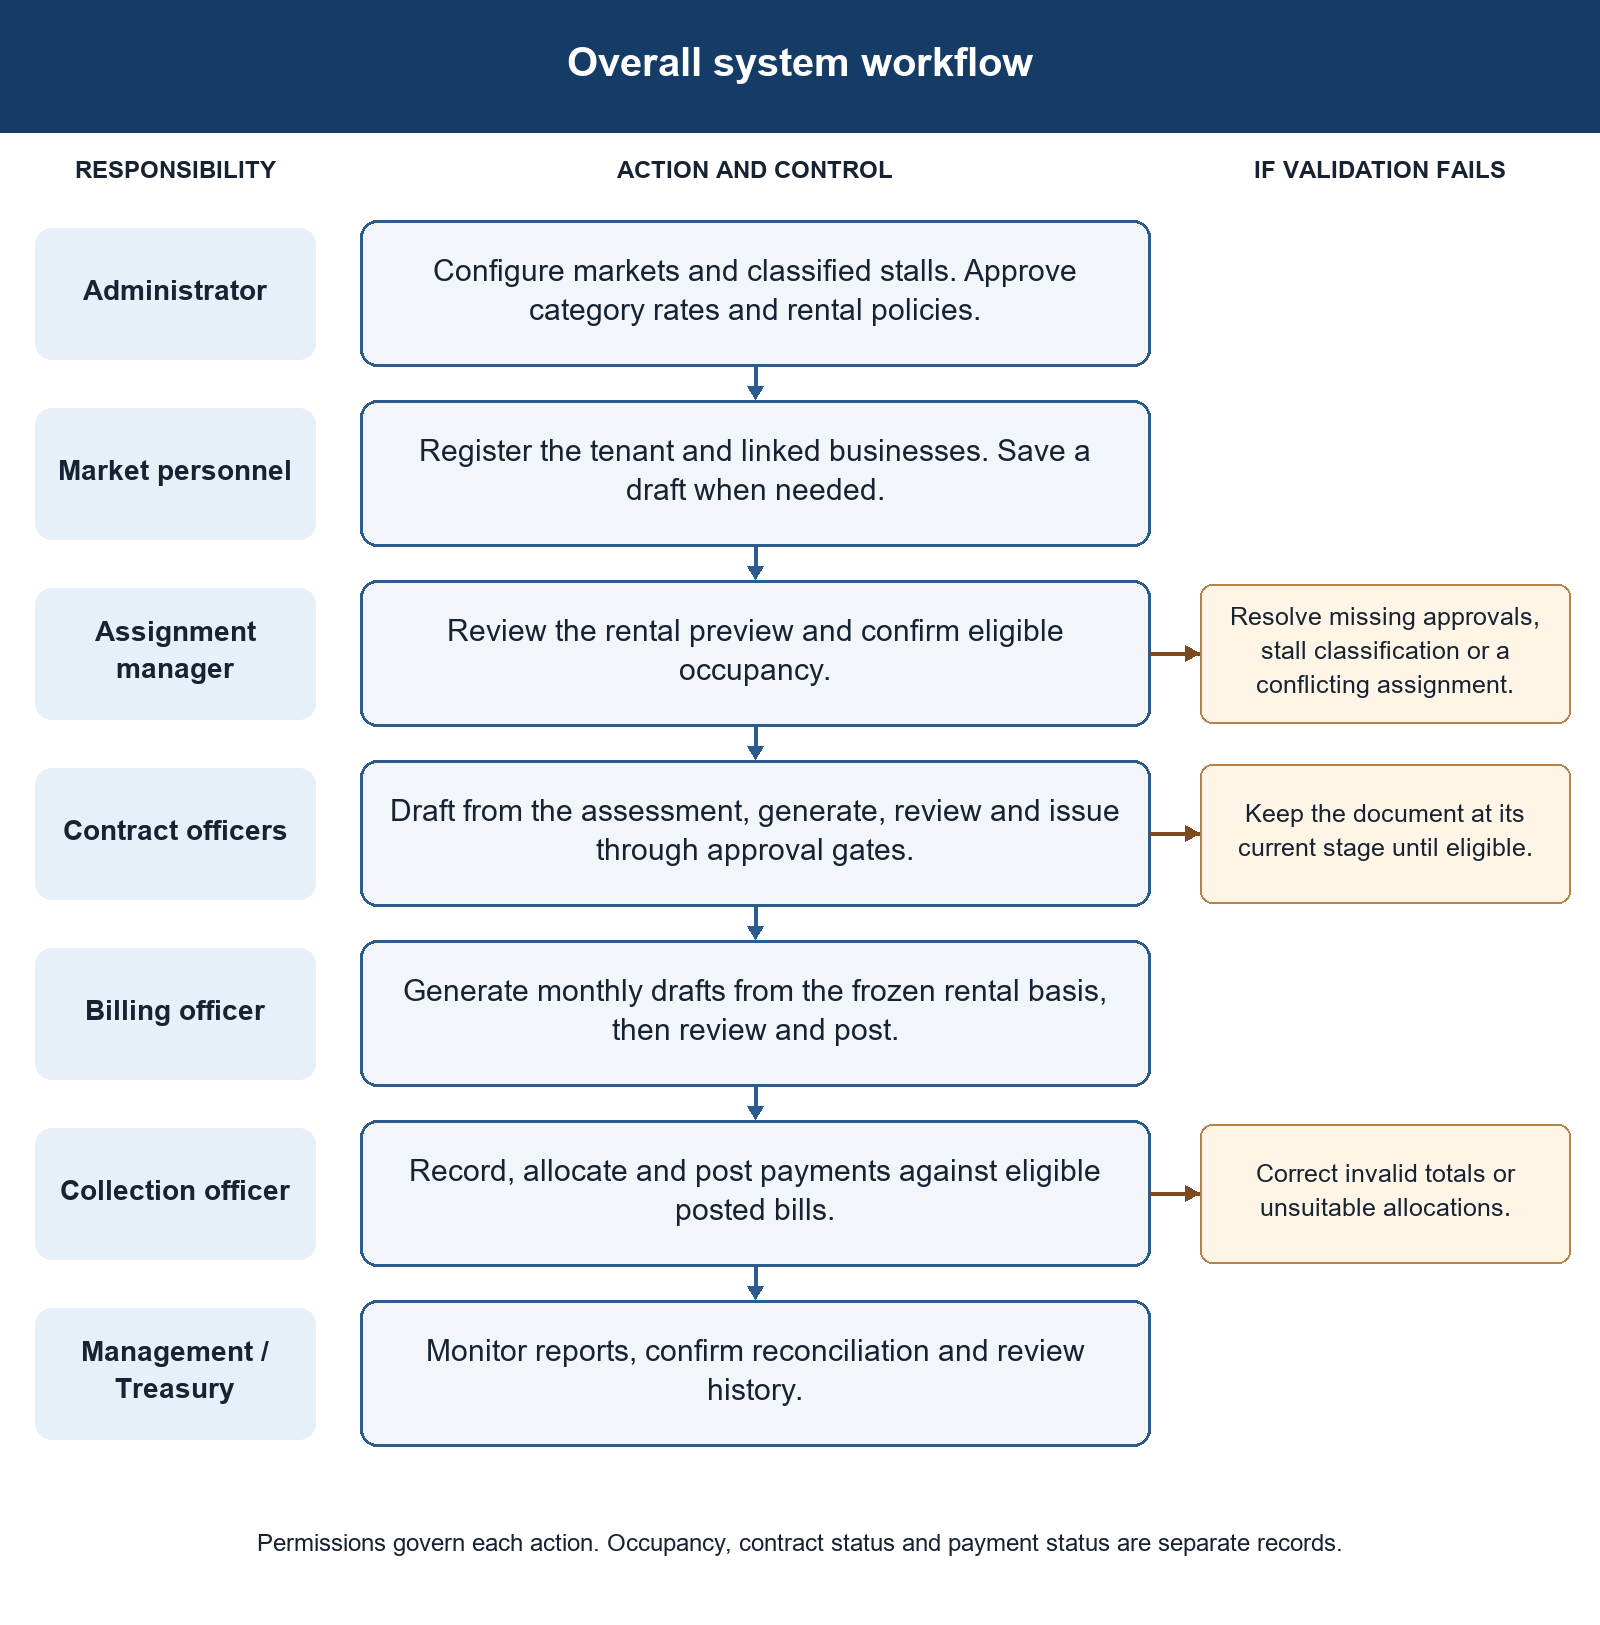 Overall system workflow
RESPONSIBILITY
ACTION AND CONTROL
IF VALIDATION FAILS
Administrator
Configure markets and classified stalls. Approve
category rates and rental policies.
Market personnel
Register the tenant and linked businesses. Save a
draft when needed.
Assignment
manager
Review the rental preview and confirm eligible
occupancy.
Resolve missing approvals,
stall classification or a
conflicting assignment.
Contract officers
Draft from the assessment, generate, review and issue
through approval gates.
Keep the document at its
current stage until eligible.
Billing officer
Generate monthly drafts from the frozen rental basis,
then review and post.
Collection officer
Record, allocate and post payments against eligible
posted bills.
Correct invalid totals or
unsuitable allocations.
Management /
Treasury
Monitor reports, confirm reconciliation and review
history.
Permissions govern each action. Occupancy, contract status and payment status are separate records.